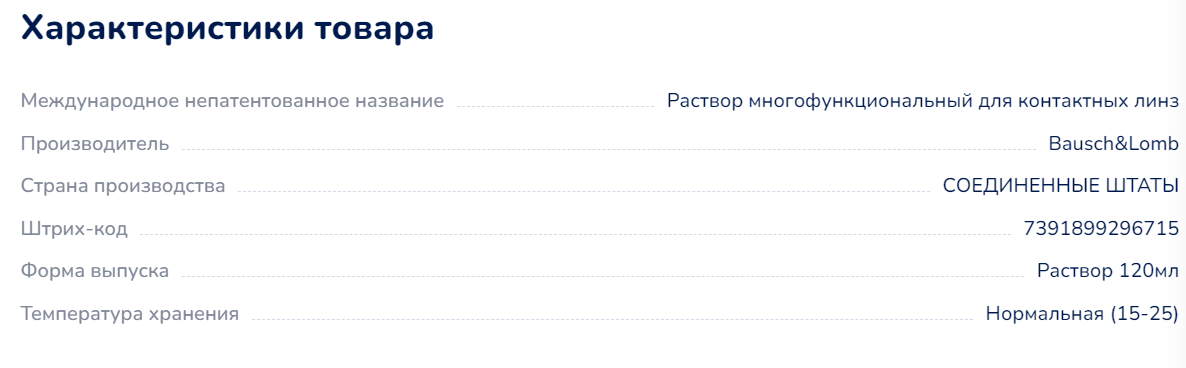 Характеристики товара
Международное непатентованное название Раствор многофункциональный для контактных линз
Производитель Bausch&Lomb
Страна производства СОЕДИНЕННЫЕ ШТАТЫ
Штрих-код 7391899296715
Форма выпуска Раствор 120мл
Температура хранения Нормальная (15-25)